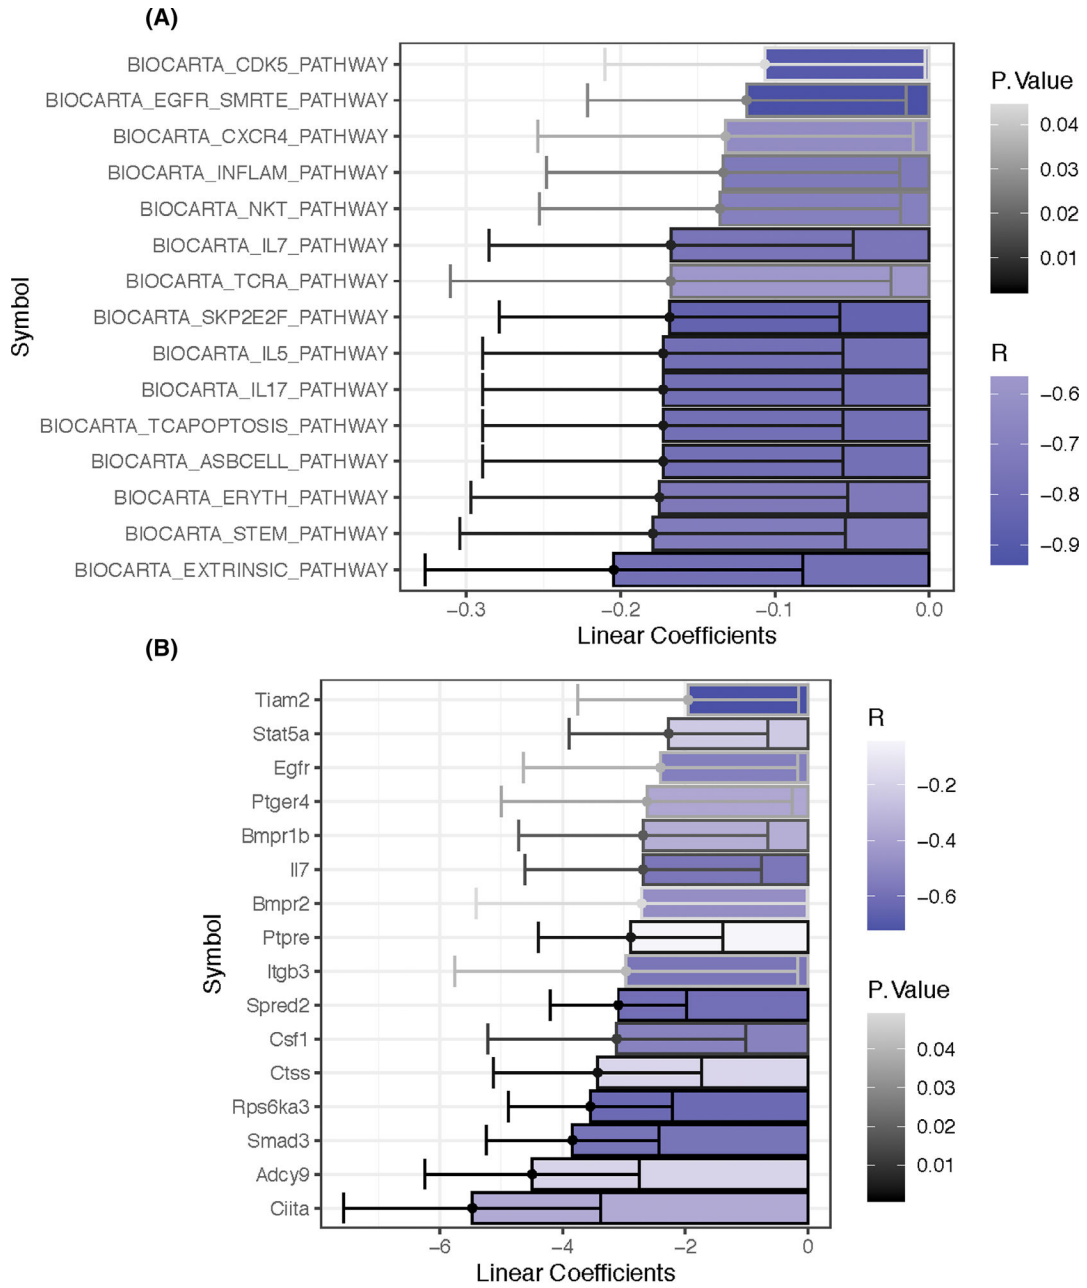 (A)
BIOCARTA_CDK5_PATHWAY
BIOCARTA_EGFR_SMRTE_PATHWAY
BIOCARTA_CXCR4_PATHWAY
BIOCARTA_INFLAM_PATHWAY
BIOCARTA_NKT_PATHWAY
BIOCARTA_IL7_PATHWAY
BIOCARTA_TCRA_PATHWAY
BIOCARTA_SKP2E2F_PATHWAY
BIOCARTA_IL5_PATHWAY
BIOCARTA_IL17_PATHWAY
BIOCARTA_TCAPOPTOSIS_PATHWAY
BIOCARTA_ASBCELL_PATHWAY
BIOCARTA_ERYTH_PATHWAY
BIOCARTA_STEM_PATHWAY
BIOCARTA_EXTRINSIC_PATHWAY
Symbol
−0.3 −0.2 −0.1 0.0
Linear Coefficients
P.Value
0.04
0.03
0.02
0.01
R
−0.6
−0.7
−0.8
−0.9
(B)
Tiam2
Stat5a
Egfr
Ptger4
Bmpr1b
Il7
Bmpr2
Ptpre
Itgb3
Spred2
Csf1
Ctss
Rps6ka3
Smad3
Adcy9
Ciita
Symbol
−6 −4 −2 0
Linear Coefficients
R
−0.2
−0.4
−0.6
P.Value
0.04
0.03
0.02
0.01